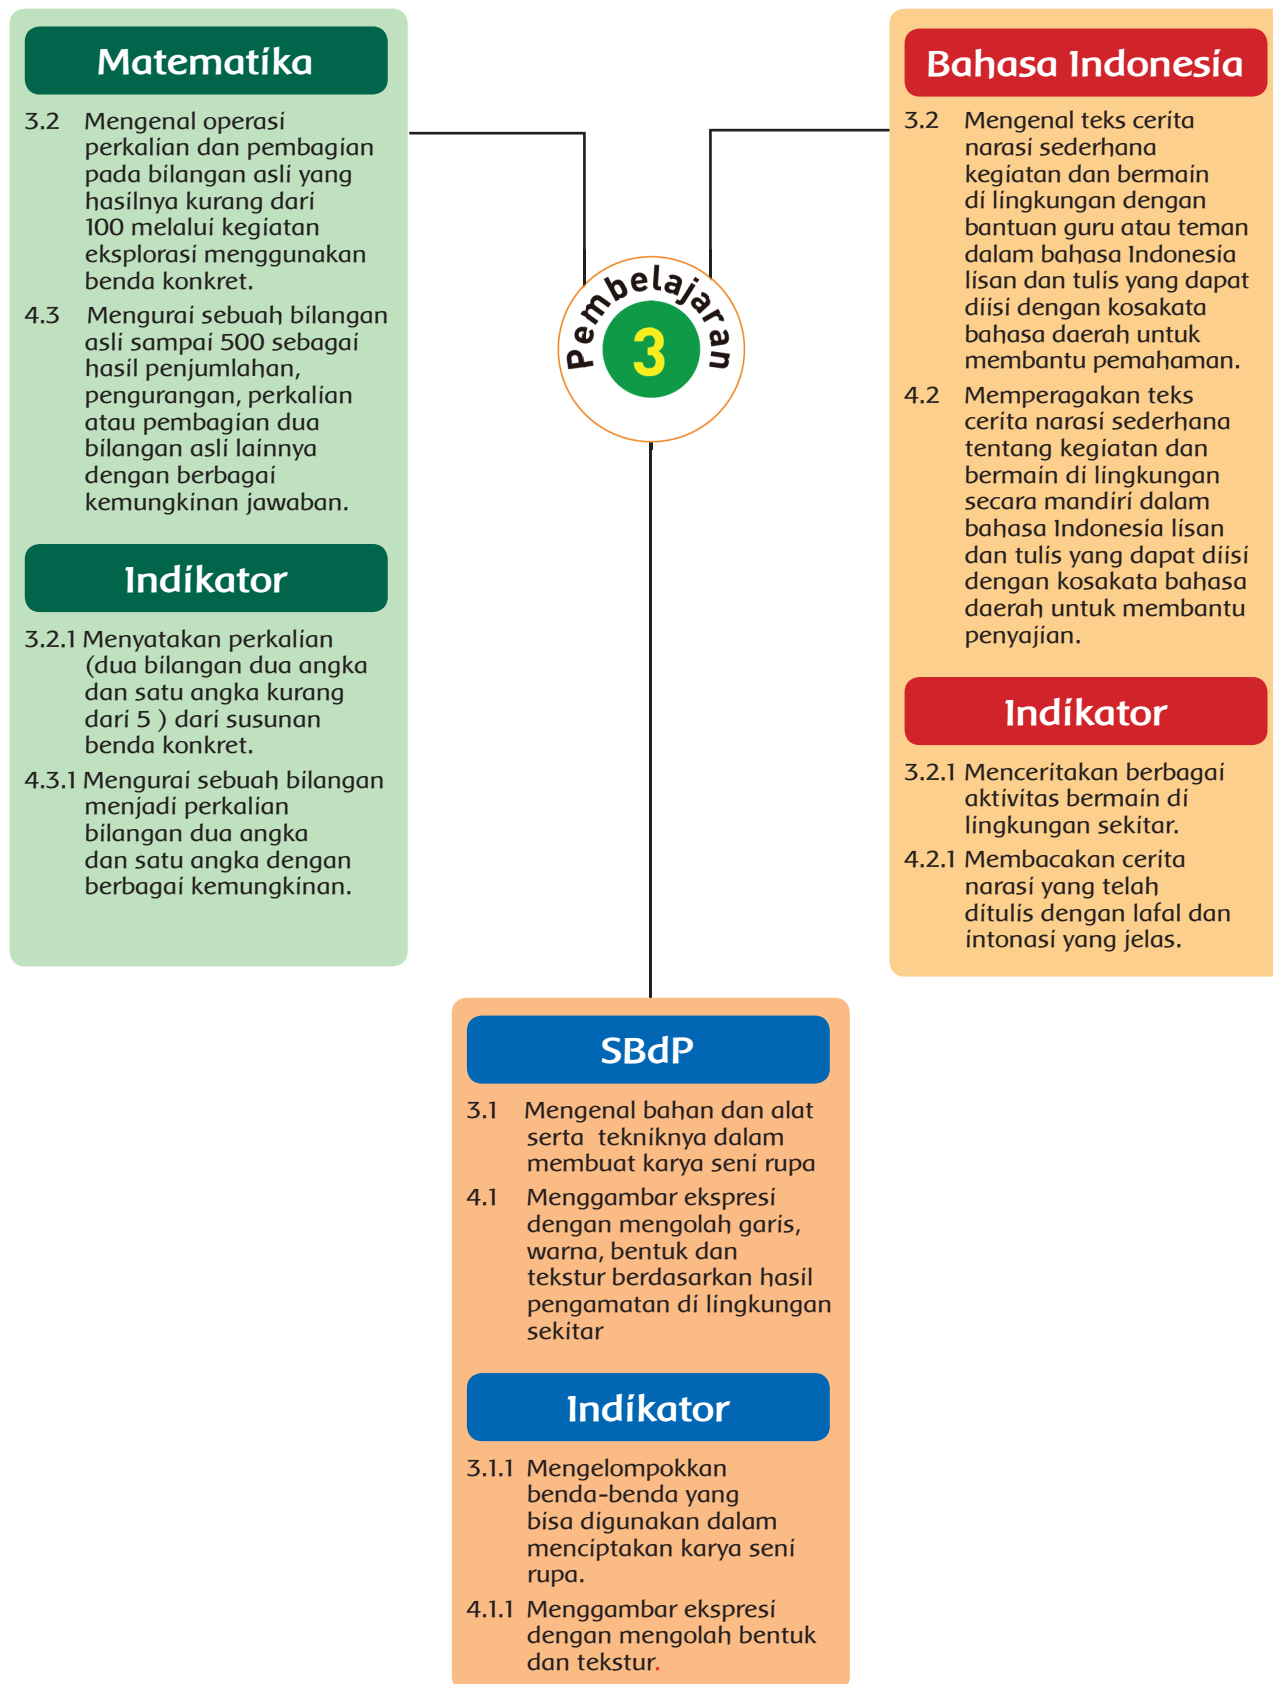 Matematika
3.2 Mengenal operasi
perkalian dan pembagian
pada bilangan asli yang
hasilnya kurang dari
100 melalui kegiatan
eksplorasi menggunakan
benda konkret.
4.3 Mengurai sebuah bilangan
asli sampai 500 sebagai
hasil penjumlahan,
pengurangan, perkalian
atau pembagian dua
bilangan asli lainnya
dengan berbagai
kemungkinan jawaban.
Indikator
3.2.1 Menyatakan perkalian
(dua bilangan dua angka
dan satu angka kurang
dari 5 ) dari susunan
benda konkret.
4.3.1 Mengurai sebuah bilangan
menjadi perkalian
bilangan dua angka
dan satu angka dengan
berbagai kemungkinan.
Pembelajaran
3
Bahasa Indonesia
3.2 Mengenal teks cerita
narasi sederhana
kegiatan dan bermain
di lingkungan dengan
bantuan guru atau teman
dalam bahasa Indonesia
lisan dan tulis yang dapat
diisi dengan kosakata
bahasa daerah untuk
membantu pemahaman.
4.2 Memperagakan teks
cerita narasi sederhana
tentang kegiatan dan
bermain di lingkungan
secara mandiri dalam
bahasa Indonesia lisan
dan tulis yang dapat diisi
dengan kosakata bahasa
daerah untuk membantu
penyajian.
Indikator
3.2.1 Menceritakan berbagai
aktivitas bermain di
lingkungan sekitar.
4.2.1 Membacakan cerita
narasi yang telah
ditulis dengan lafal dan
intonasi yang jelas.
SBdP
3.1 Mengenal bahan dan alat
serta tekniknya dalam
membuat karya seni rupa
4.1 Menggambar ekspresi
dengan mengolah garis,
warna, bentuk dan
tekstur berdasarkan hasil
pengamatan di lingkungan
sekitar
Indikator
3.1.1 Mengelompokkan
benda-benda yang
bisa digunakan dalam
menciptakan karya seni
rupa.
4.1.1 Menggambar ekspresi
dengan mengolah bentuk
dan tekstur.